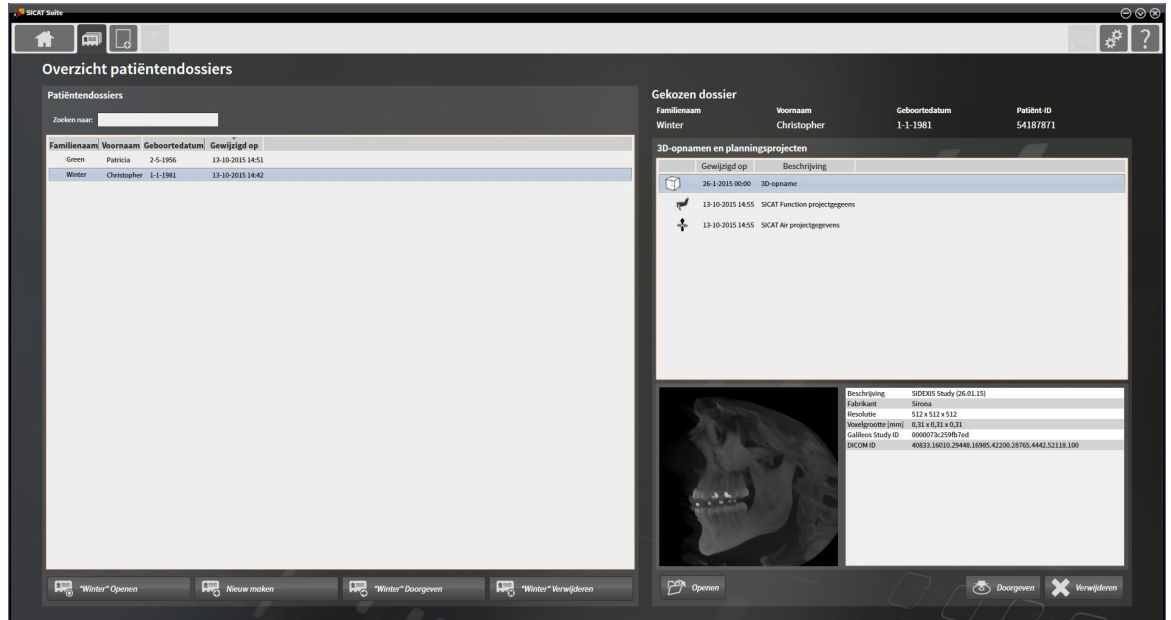 SICAT Suite
Overzicht patiëntendossiers
Patiëntendossiers
Zoeken naar:
Familienaam Voornaam Geboortedatum Gewijzigd op
Green Patricia 2-5-1956 13-10-2015 14:51
Winter Christopher 1-1-1981 13-10-2015 14:42
"Winter" Openen
Nieuw maken
"Winter" Doorgeven
"Winter" Verwijderen
Gekozen dossier
Familienaam Voornaam Geboortedatum Patiënt-ID
Winter Christopher 1-1-1981 54187871
3D-opnamen en planningsprojecten
Gewijzigd op Beschrijving
26-1-2015 00:00 3D-opname
13-10-2015 14:55 SICAT Function projectgegeens
13-10-2015 14:55 SICAT Air projectgegevens
Beschrijving SIDEXIS Study (26.01.15)
Fabrikant Sirona
Resolutie 512 x 512 x 512
Voxelgrootte [mm] 0,31 x 0,31 x 0,31
Galileos Study ID 0000073c259fb7ed
DICOM ID 40833.16010.29448.16985.42200.28765.4442.52118.100
Openen
Doorgeven
Verwijderen